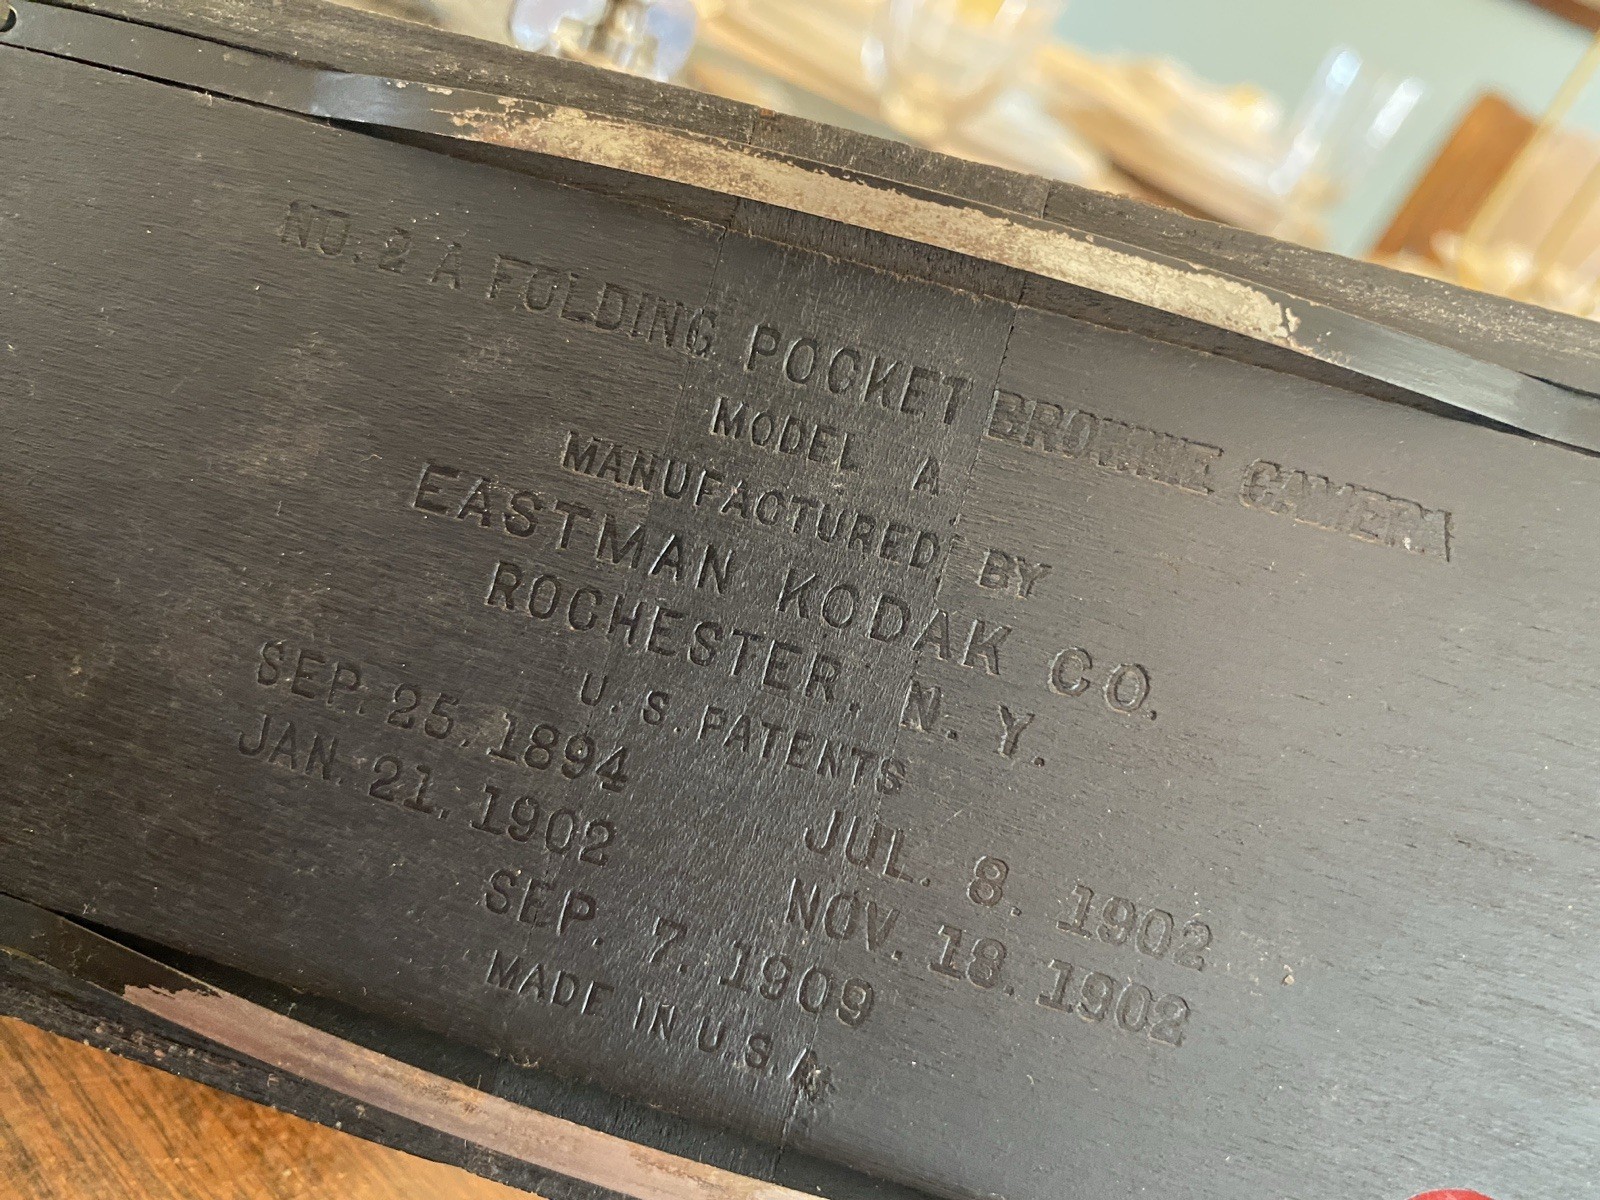 NO. 2 A FOLDING POCKET BROWNIE CAMERA
MODEL A
MANUFACTURED BY
EASTMAN KODAK CO.
ROCHESTER, N. Y.
U. S. PATENTS
SEP. 25. 1894 JUL. 8. 1902
JAN. 21. 1902 NOV. 18. 1902
SEP. 7. 1909
MADE IN U.S.A.